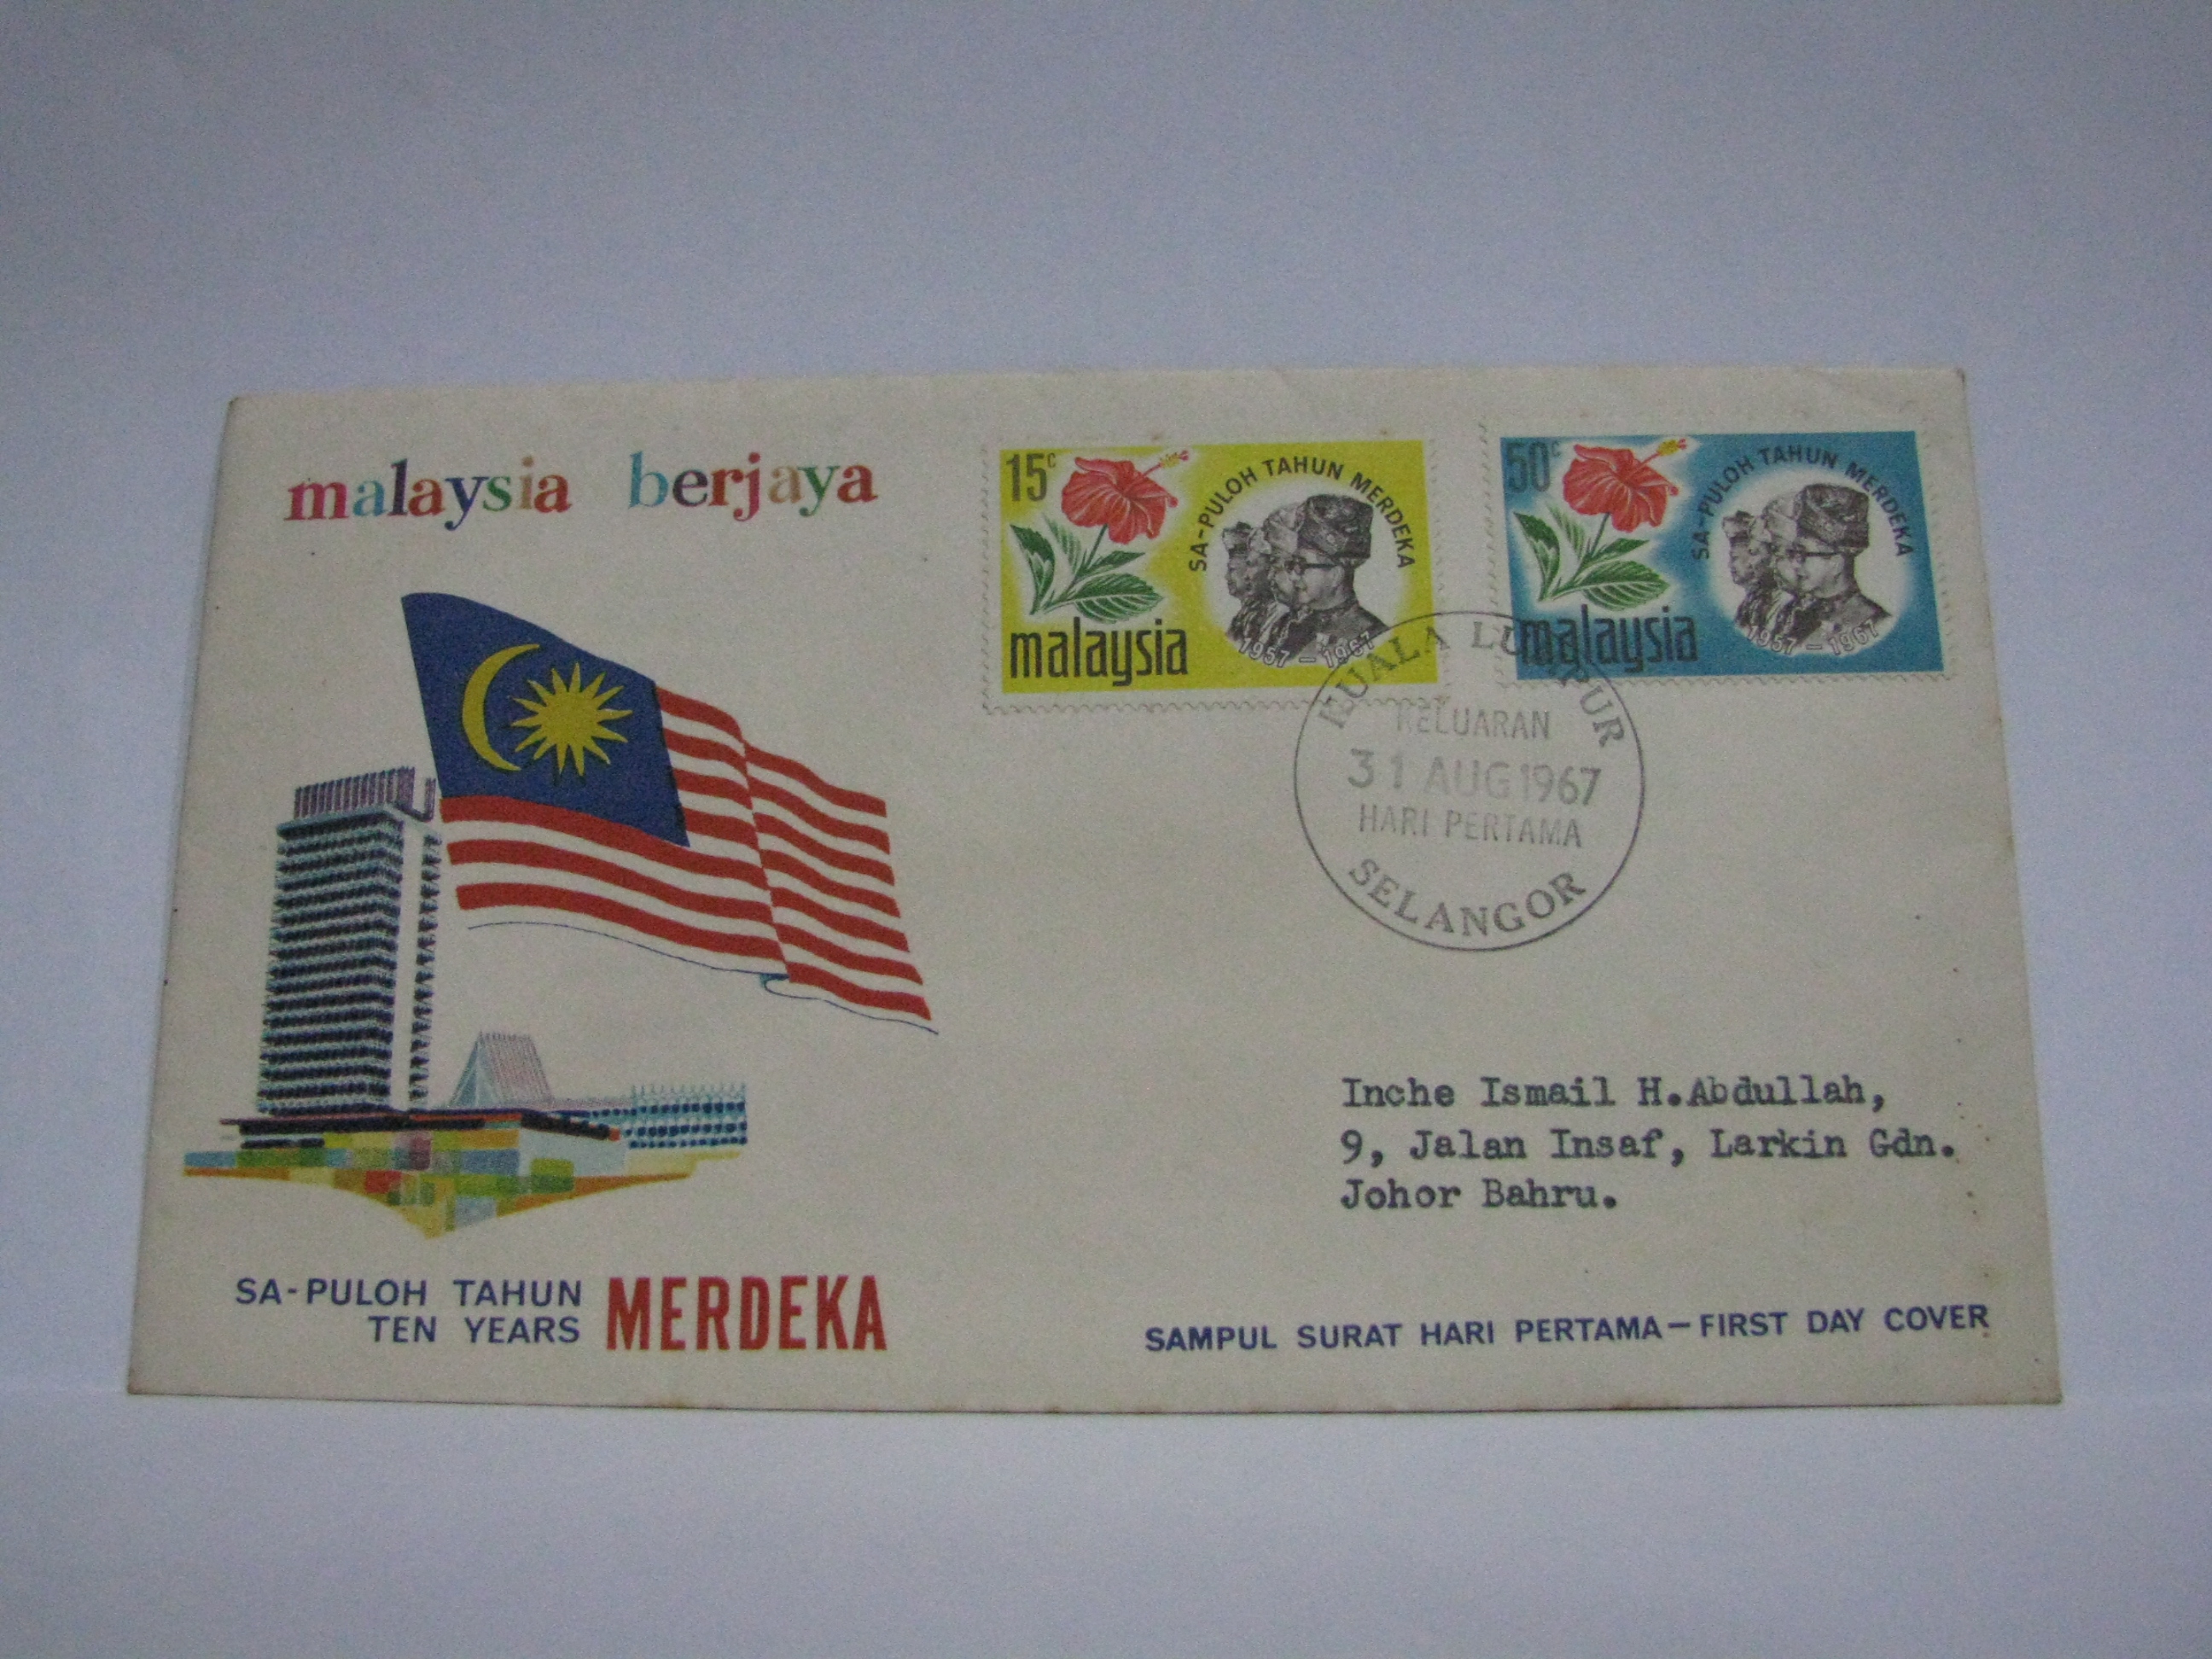 malaysia berjaya
15c
SA-PULOH TAHUN MERDEKA
1957 – 1967
malaysia
50c
SA-PULOH TAHUN MERDEKA
1957 – 1967
malaysia
KUALA LUMPUR
KELUARAN
31 AUG 1967
HARI PERTAMA
SELANGOR
Inche Ismail H.Abdullah,
9, Jalan Insaf, Larkin Gdn.
Johor Bahru.
SA-PULOH TAHUN
TEN YEARS MERDEKA
SAMPUL SURAT HARI PERTAMA — FIRST DAY COVER